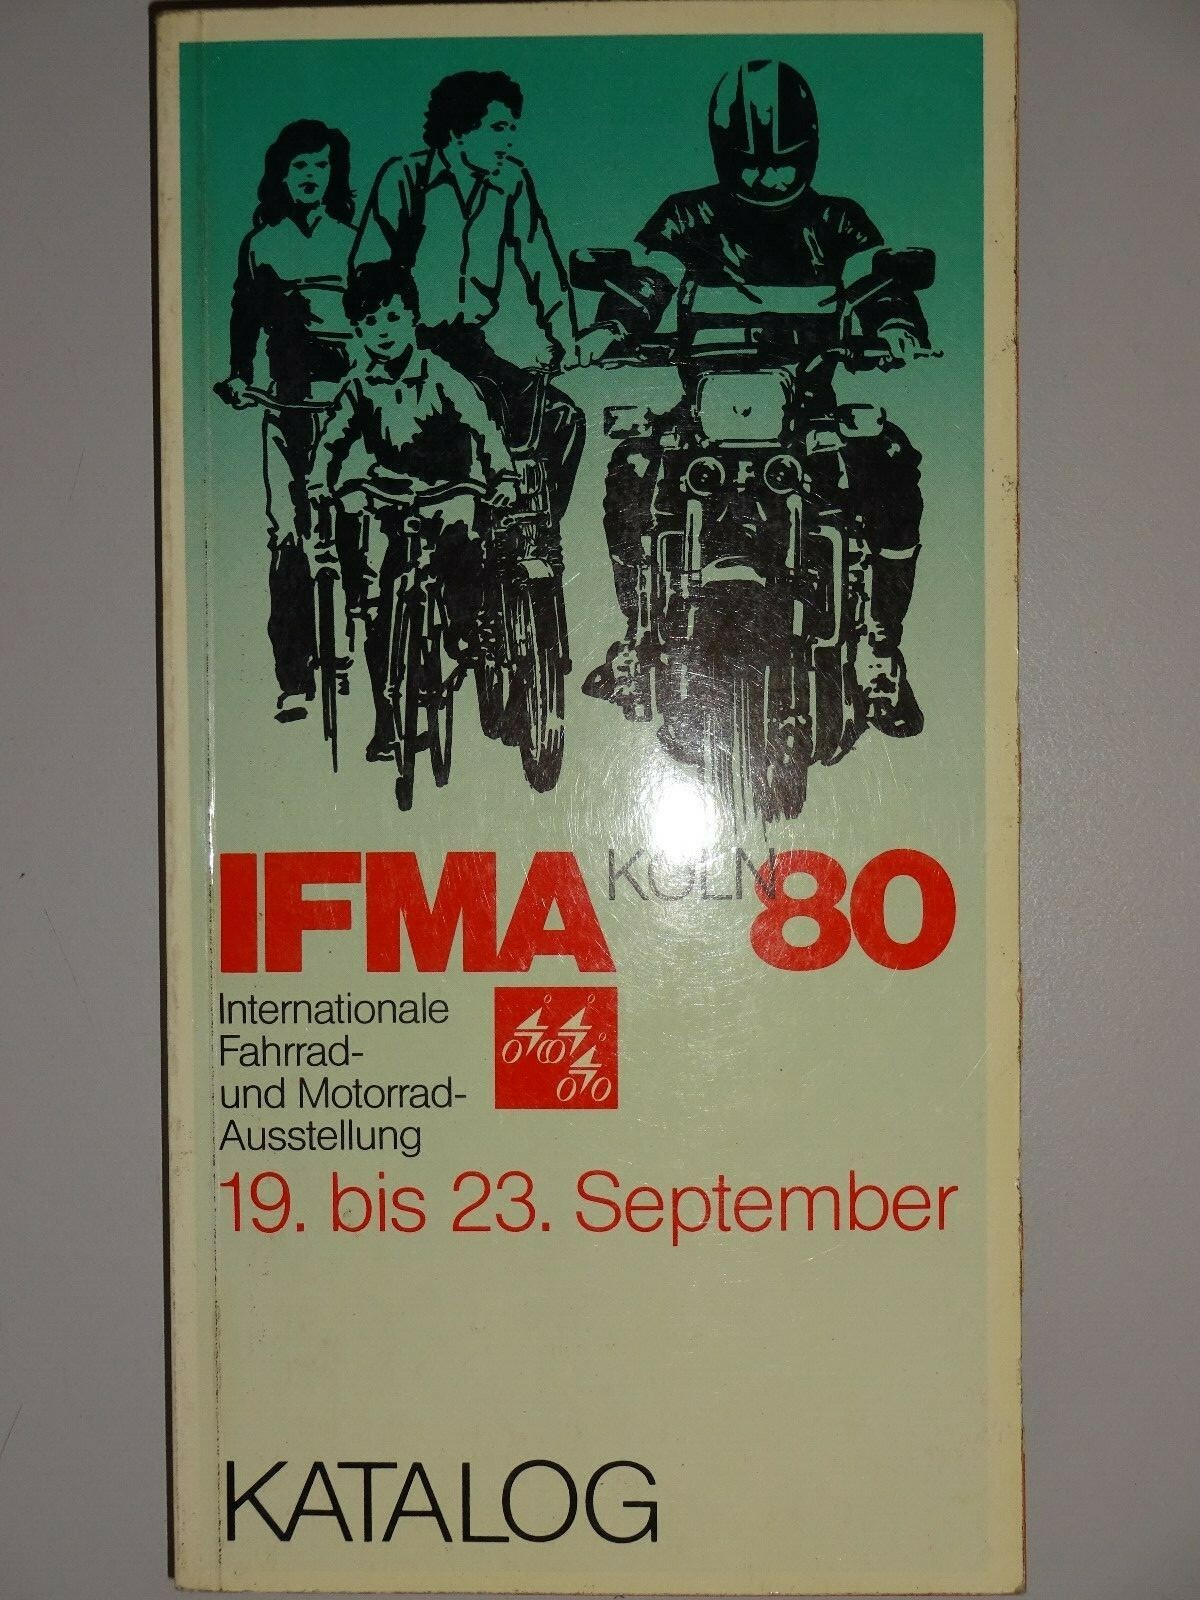 IFMA KÖLN 80
Internationale
Fahrrad-
und Motorrad-
Ausstellung
19. bis 23. September
KATALOG